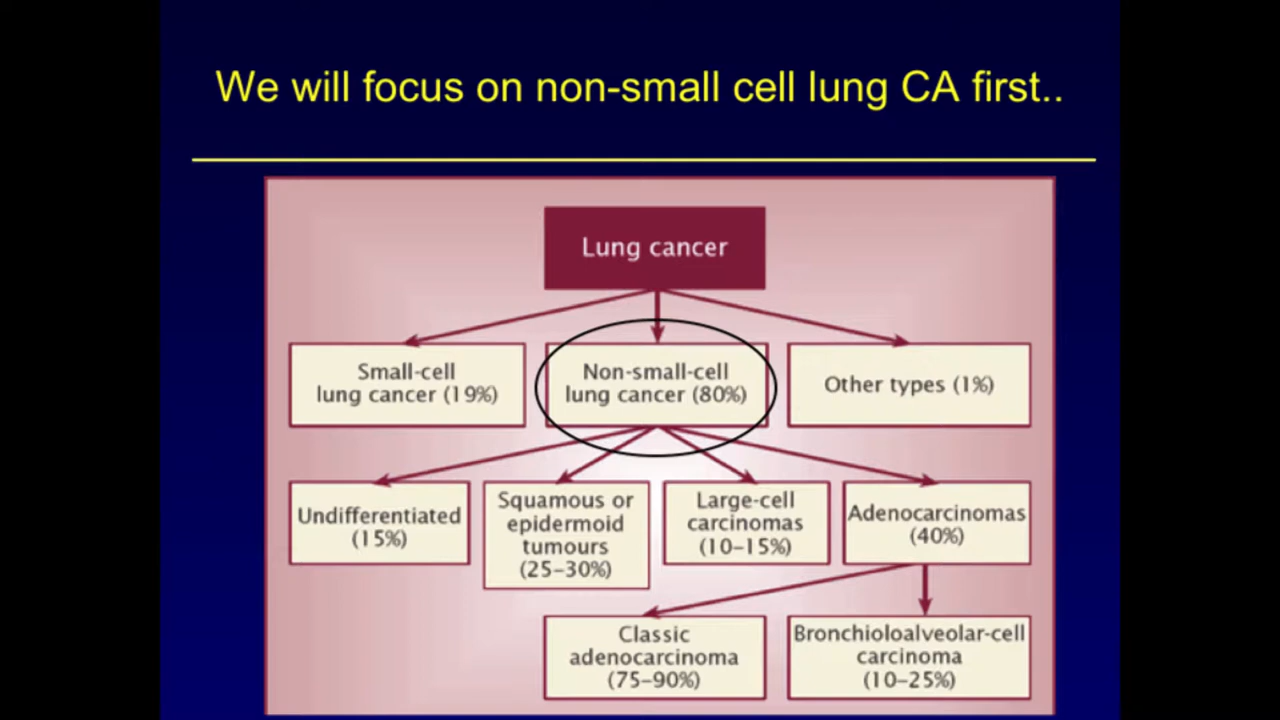 We will focus on non-small cell lung CA first..
Lung cancer
Small-cell
lung cancer (19%)
Non-small-cell
lung cancer (80%)
Other types (1%)
Undifferentiated
(15%)
Squamous or
epidermoid
tumours
(25–30%)
Large-cell
carcinomas
(10–15%)
Adenocarcinomas
(40%)
Classic
adenocarcinoma
(75–90%)
Bronchioloalveolar-cell
carcinoma
(10–25%)